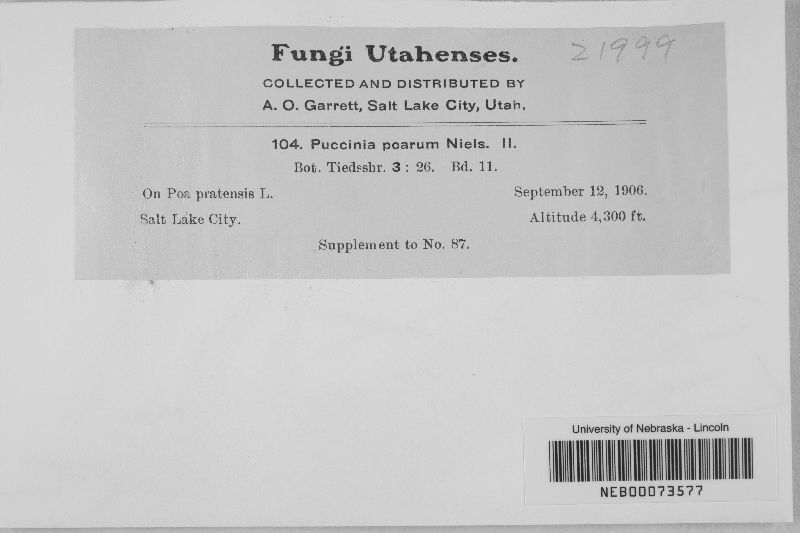 Fungi Utahenses.
21999
COLLECTED AND DISTRIBUTED BY
A. O. Garrett, Salt Lake City, Utah.
104. Puccinia poarum Niels. II.
Bot. Tiedsshr. 3 : 26. Bd. 11.
On Poa pratensis L.
September 12, 1906.
Salt Lake City.
Altitude 4,300 ft.
Supplement to No. 87.
University of Nebraska - Lincoln
NEB00073577